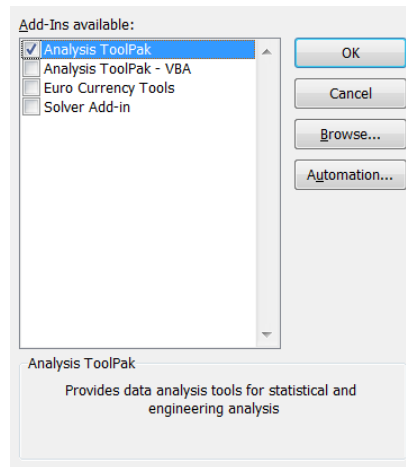 Add-Ins available:
Analysis ToolPak
Analysis ToolPak - VBA
Euro Currency Tools
Solver Add-in
OK
Cancel
Browse...
Automation...
Analysis ToolPak
Provides data analysis tools for statistical and
engineering analysis